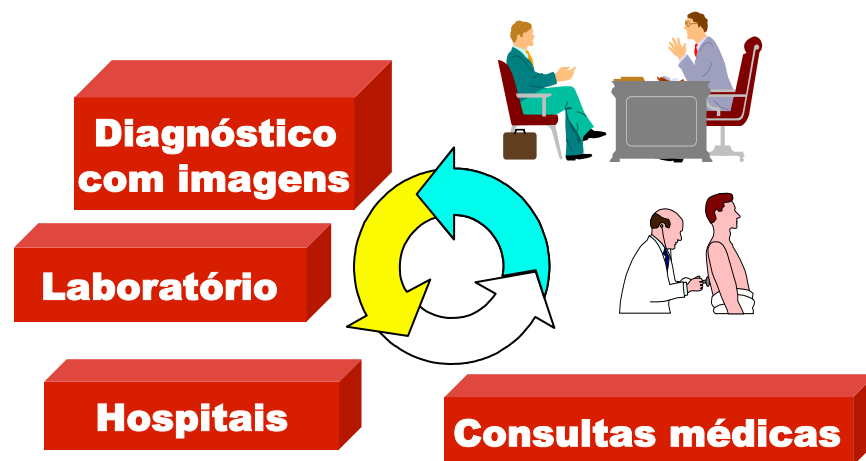 Diagnóstico
com imagens
Laboratório
Hospitais
Consultas médicas